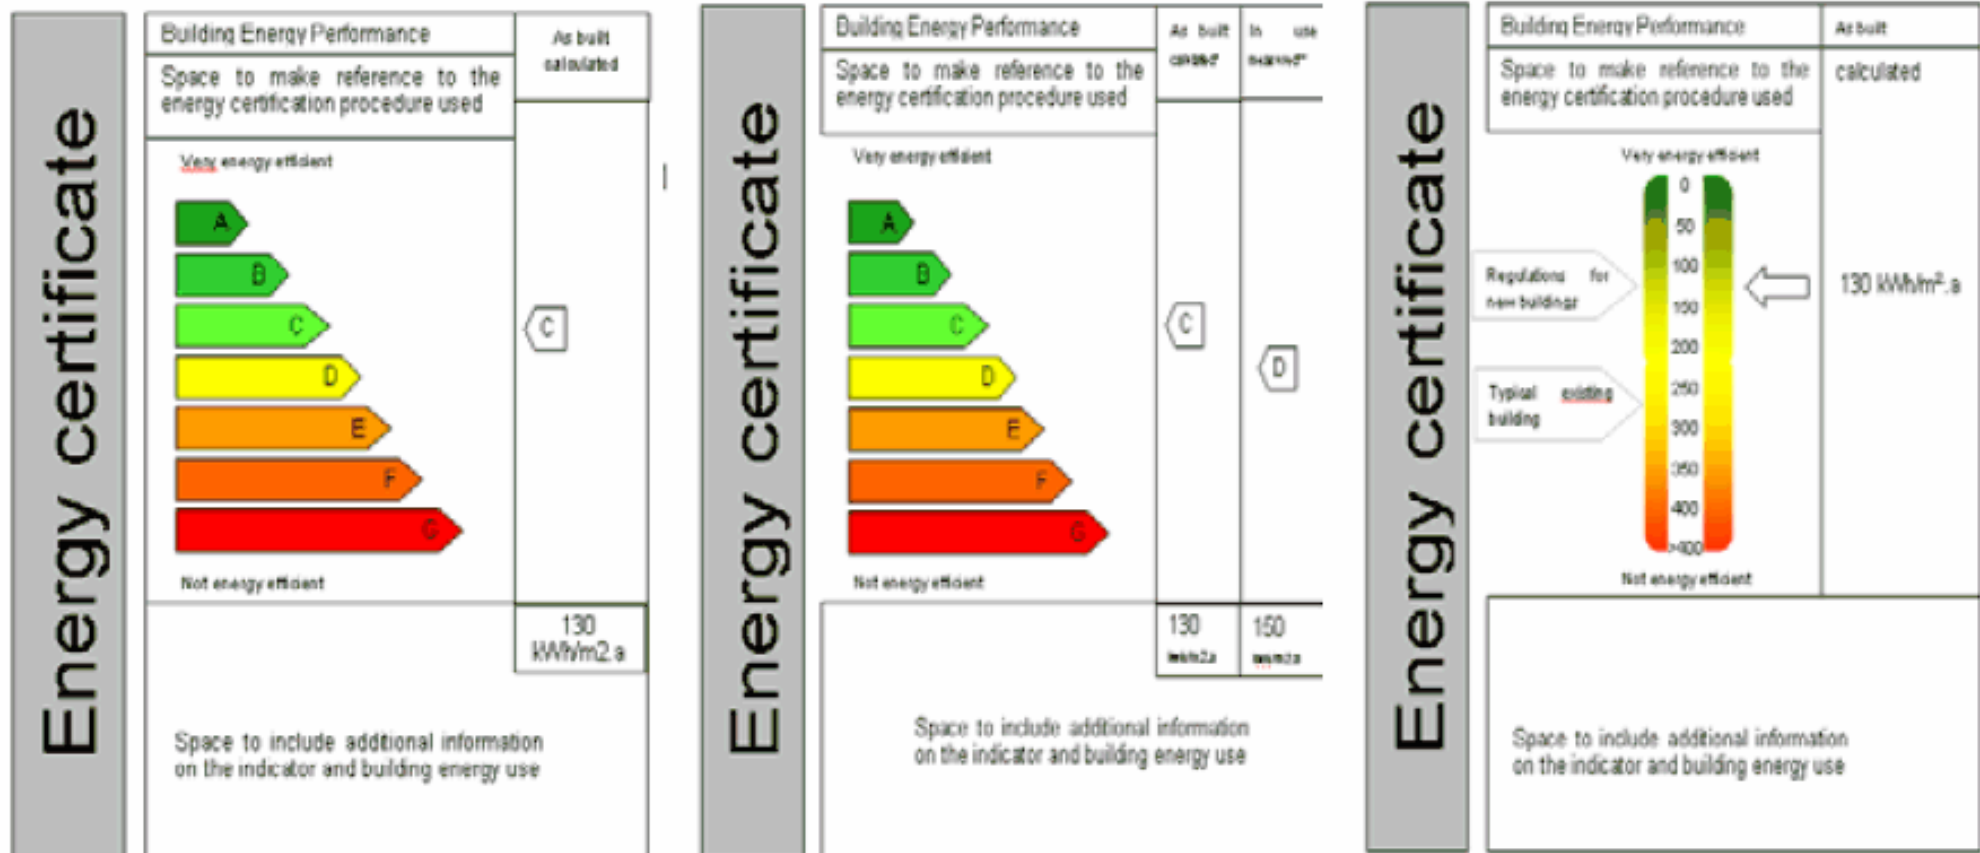 Energy certificate
Building Energy Performance
As built
calculated
Space to make reference to the
energy certification procedure used
Very energy efficient
A
B
C
D
E
F
G
C
Not energy efficient
130
kWh/m2.a
Space to include additional information
on the indicator and building energy use
Energy certificate
Building Energy Performance
As built
In use
Space to make reference to the
energy certification procedure used
Very energy efficient
A
B
C
D
E
F
G
C
D
Not energy efficient
130
150
Space to include additional information
on the indicator and building energy use
Energy certificate
Building Energy Performance
As built
calculated
Space to make reference to the
energy certification procedure used
Very energy efficient
0
50
100
150
200
250
300
350
400
>400
Regulations for
new buildings
Typical existing
building
130 kWh/m².a
Not energy efficient
Space to include additional information
on the indicator and building energy use